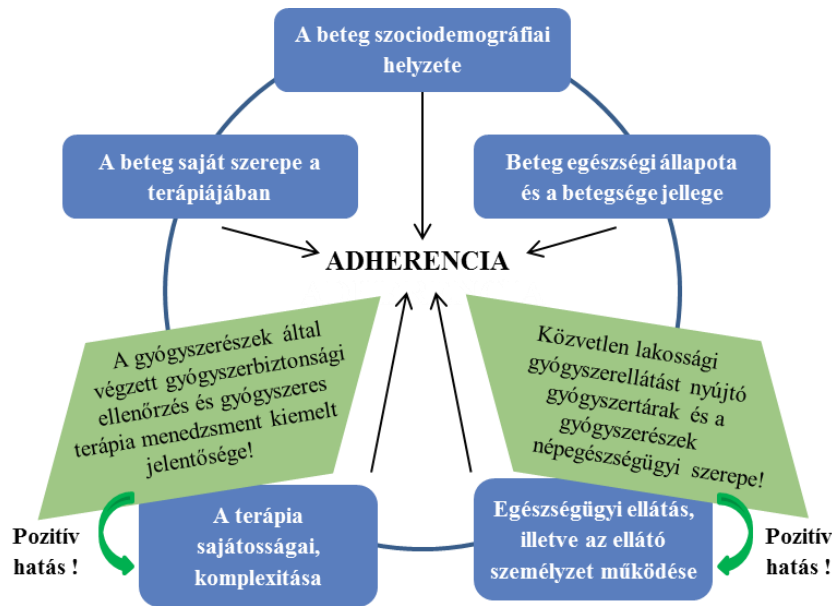 A beteg szociodemográfiai
helyzete
A beteg saját szerepe a
terápiájában
Beteg egészségi állapota
és a betegsége jellege
ADHERENCIA
A gyógyszerészek által
végzett gyógyszerbiztonsági
ellenőrzés és gyógyszeres
terápia menedzsment kiemelt
jelentősége!
Közvetlen lakossági
gyógyszerellátást nyújtó
gyógyszertárak és a
gyógyszerészek
népegészségügyi szerepe!
Pozitív
hatás !
A terápia
sajátosságai,
komplexitása
Egészségügyi ellátás,
illetve az ellátó
személyzet működése
Pozitív
hatás !